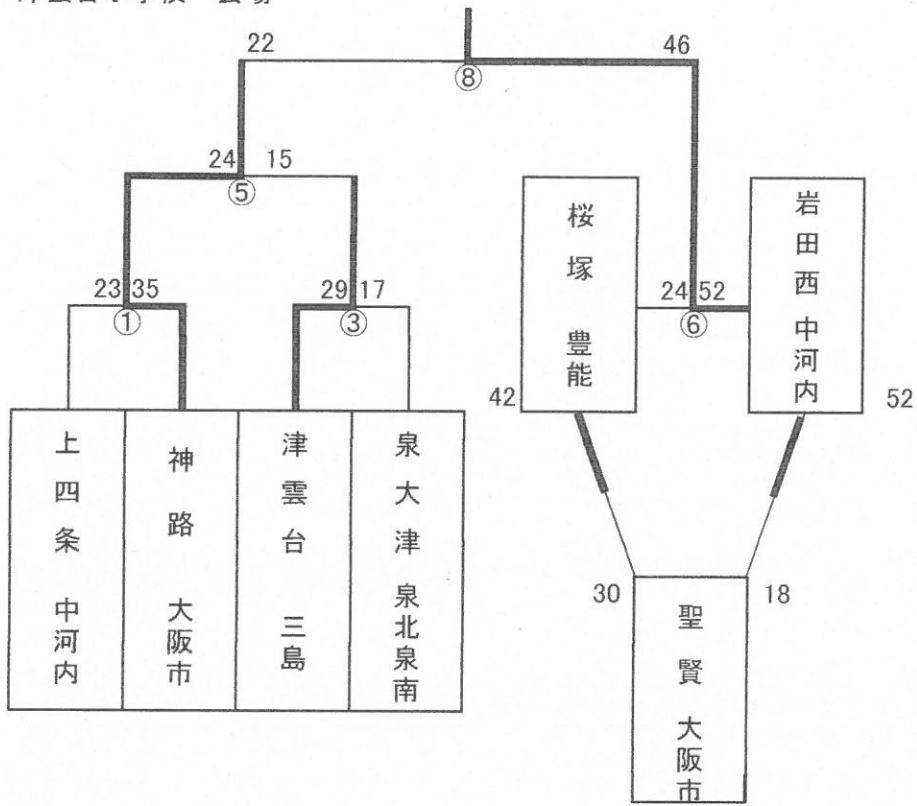 22
46
⑧
24
15
⑤
23
35
①
29
17
③
24
52
⑥
桜塚 豊能
岩田西 中河内
42
52
上四条 中河内
神路 大阪市
津雲台 三島
泉大津 泉北泉南
30
18
聖賢 大阪市